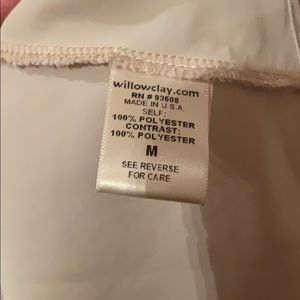 willowclay.com
RN # 93608
MADE IN U.S.A
SELF:
100% POLYESTER
CONTRAST:
100% POLYESTER
M
SEE REVERSE
FOR CARE